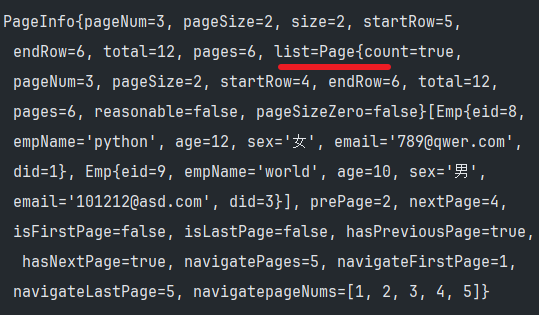 PageInfo{pageNum=3, pageSize=2, size=2, startRow=5,
endRow=6, total=12, pages=6, list=Page{count=true,
pageNum=3, pageSize=2, startRow=4, endRow=6, total=12,
pages=6, reasonable=false, pageSizeZero=false}[Emp{eid=8,
empName='python', age=12, sex='女', email='789@qwer.com',
did=1}, Emp{eid=9, empName='world', age=10, sex='男',
email='101212@asd.com', did=3}], prePage=2, nextPage=4,
isFirstPage=false, isLastPage=false, hasPreviousPage=true,
hasNextPage=true, navigatePages=5, navigateFirstPage=1,
navigateLastPage=5, navigatepageNums=[1, 2, 3, 4, 5]}